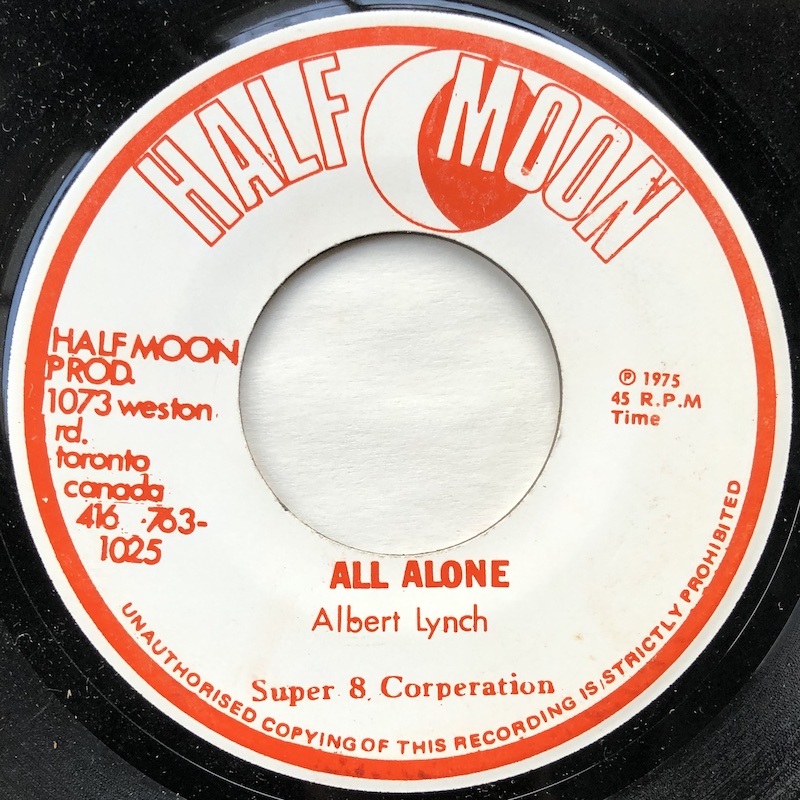 HALF MOON
HALF MOON
PROD.
1073 weston
rd.
toronto
canada
416 763-
1025
℗ 1975
45 R.P.M
Time
ALL ALONE
Albert Lynch
Super 8 Corperation
UNAUTHORISED COPYING OF THIS RECORDING IS STRICTLY PROHIBITED